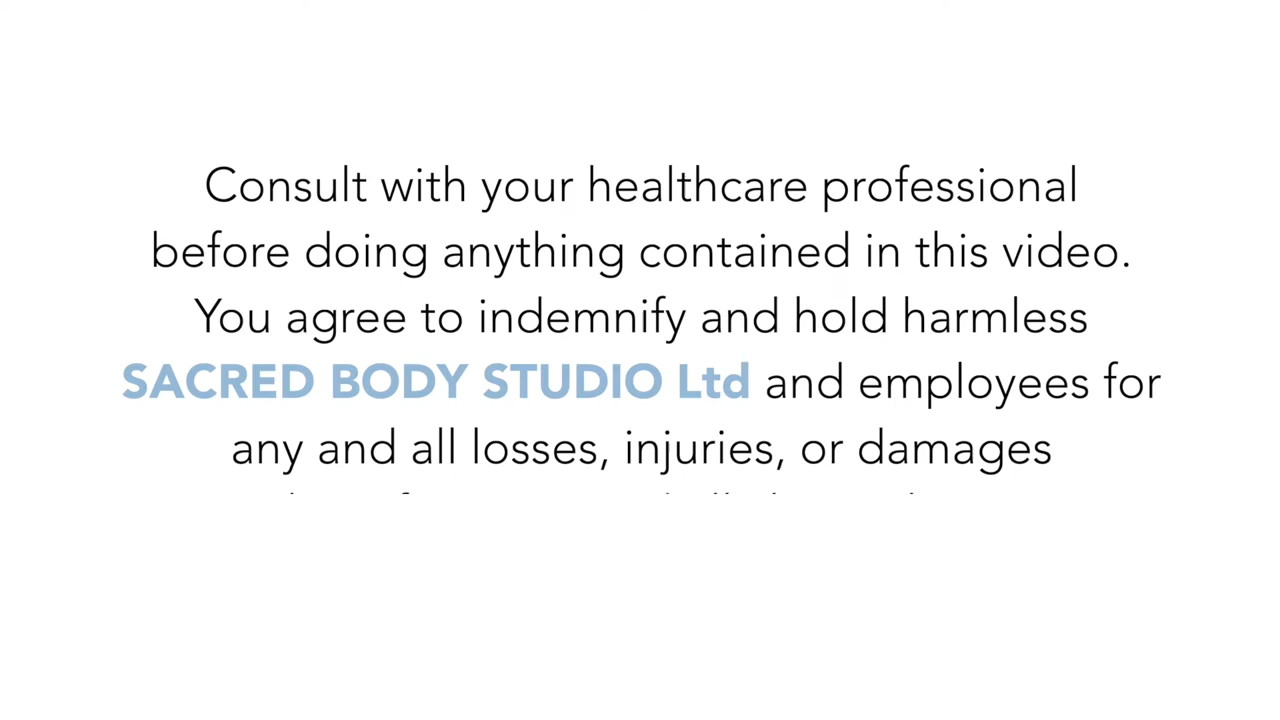 Consult with your healthcare professional
before doing anything contained in this video.
You agree to indemnify and hold harmless
SACRED BODY STUDIO Ltd and employees for
any and all losses, injuries, or damages